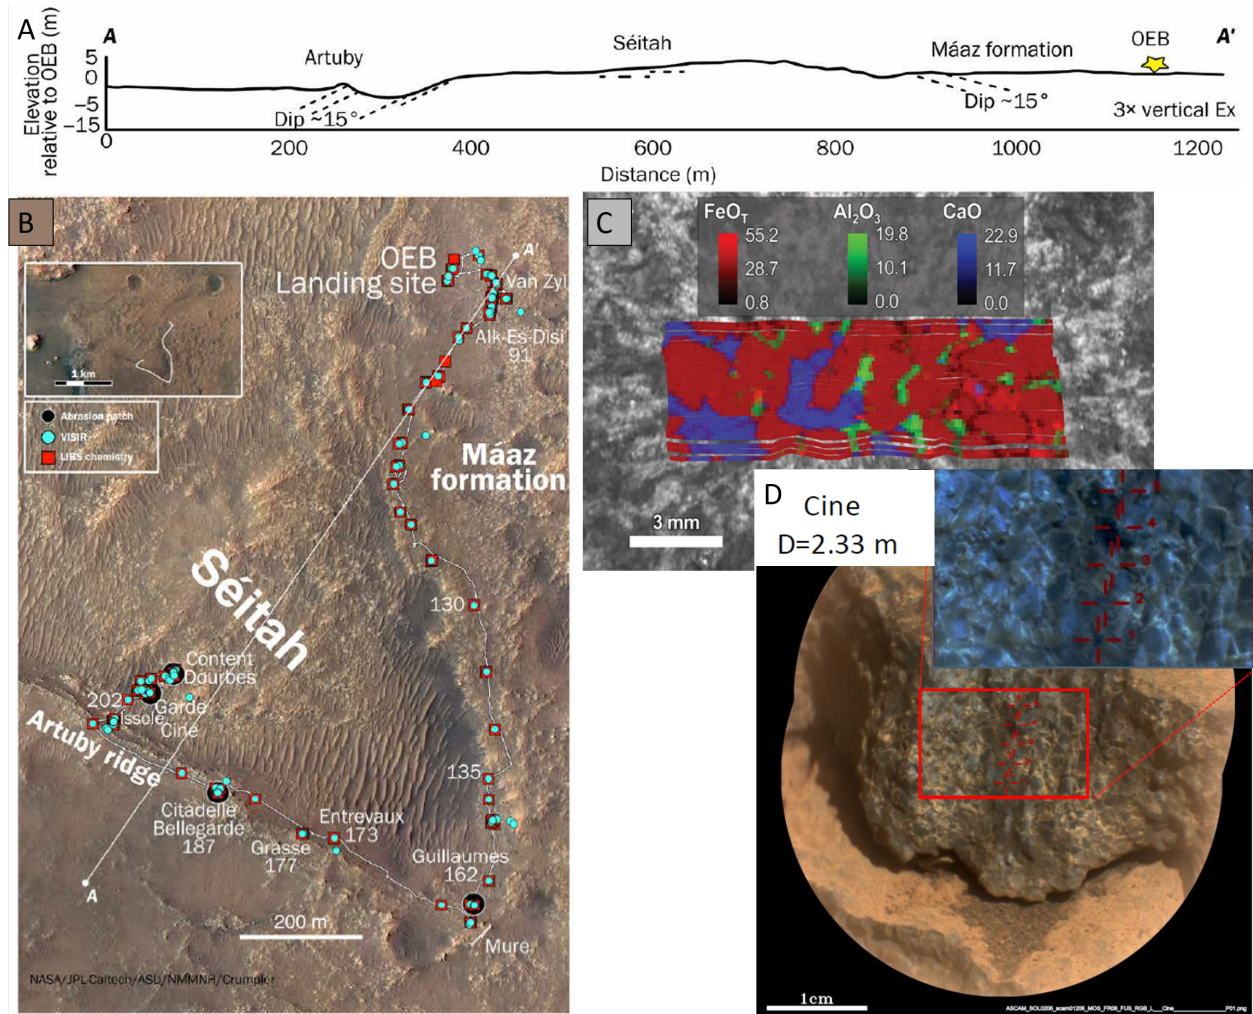 A
A
Artuby
Séitah
Máaz formation
OEB
A'
Elevation
relative to OEB (m)
5
0
−5
−15
Dip ~15°
Dip ~15°
3× vertical Ex
0
200
400
600
800
1000
1200
Distance (m)
B
1 km
Abrasion patch
VISIR
LIBS chemistry
OEB
Landing site
A'
Van Zyl
Alk-Es-Disi
91
Máaz
formation
Séitah
130
Content
Dourbes
202
Garde
Issole
Cine
Artuby ridge
135
Citadelle
Bellegarde
187
Entrevaux
173
Grasse
177
Guillaumes
162
A
200 m
Mure
NASA/JPL-Caltech/ASU/NMMNH/Crumpler
C
FeOT
55.2
28.7
0.8
Al2O3
19.8
10.1
0.0
CaO
22.9
11.7
0.0
3 mm
D
Cine
D=2.33 m
5
4
3
2
1
1cm